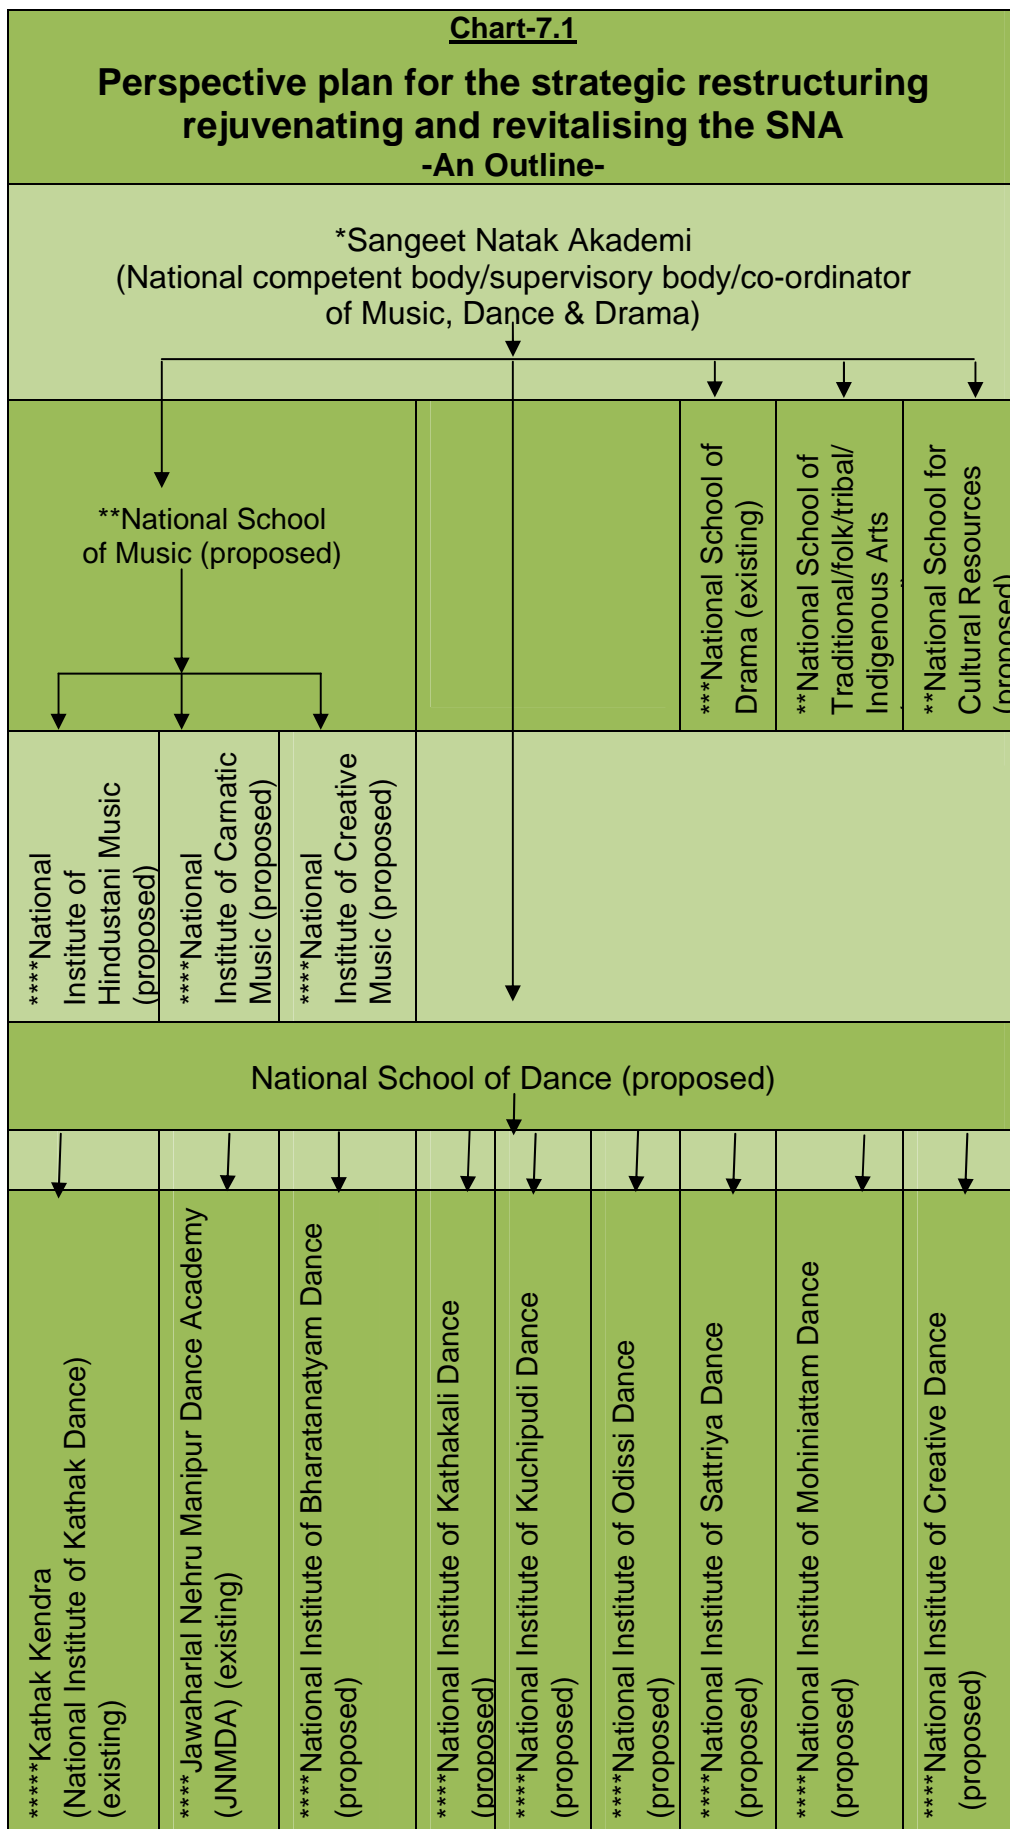 Chart-7.1
Perspective plan for the strategic restructuring
rejuvenating and revitalising the SNA
-An Outline-
*Sangeet Natak Akademi
(National competent body/supervisory body/co-ordinator
of Music, Dance & Drama)
**National School
of Music (proposed)
***National School of
Drama (existing)
**National School of
Traditional/folk/tribal/
Indigenous Arts
**National School for
Cultural Resources
(proposed)
****National
Institute of
Hindustani Music
(proposed)
****National
Institute of Carnatic
Music (proposed)
****National
Institute of Creative
Music (proposed)
National School of Dance (proposed)
*****Kathak Kendra
(National Institute of Kathak Dance)
(existing)
****Jawaharlal Nehru Manipur Dance Academy
(JNMDA) (existing)
****National Institute of Bharatanatyam Dance
(proposed)
****National Institute of Kathakali Dance
(proposed)
****National Institute of Kuchipudi Dance
(proposed)
****National Institute of Odissi Dance
(proposed)
****National Institute of Sattriya Dance
(proposed)
****National Institute of Mohiniattam Dance
(proposed)
****National Institute of Creative Dance
(proposed)